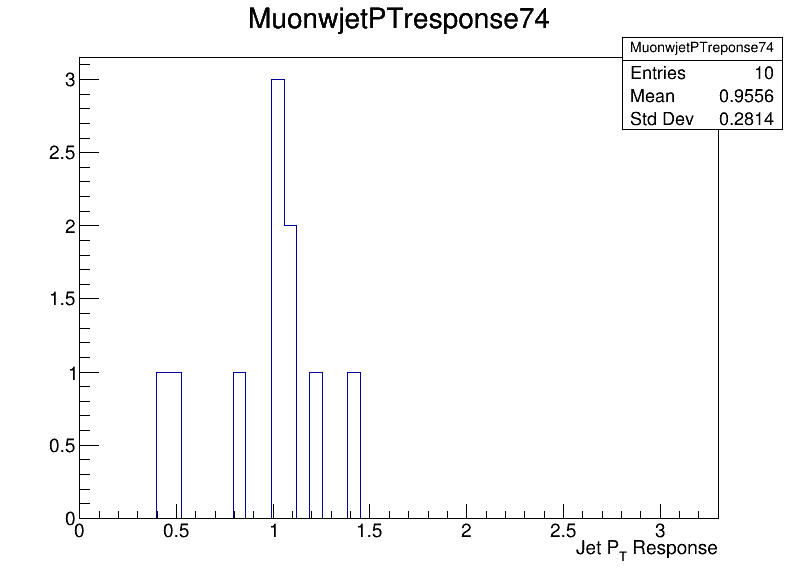 MuonwjetPTresponse74
MuonwjetPTreponse74
Entries 10
Mean 0.9556
Std Dev 0.2814
3
2.5
2
1.5
1
0.5
0
0 0.5 1 1.5 2 2.5 3
Jet PT Response